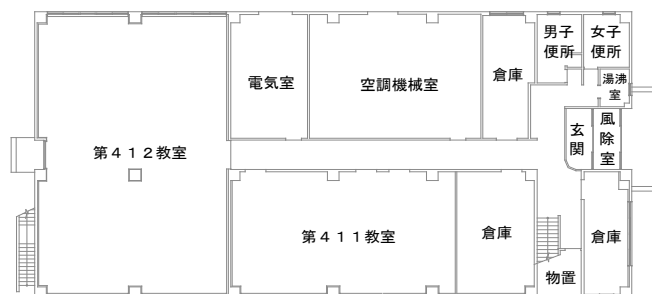 男子
便所
女子
便所
電気室
空調機械室
倉庫
湯沸
室
第４１２教室
玄
関
風
除
室
第４１１教室
倉庫
倉庫
物置